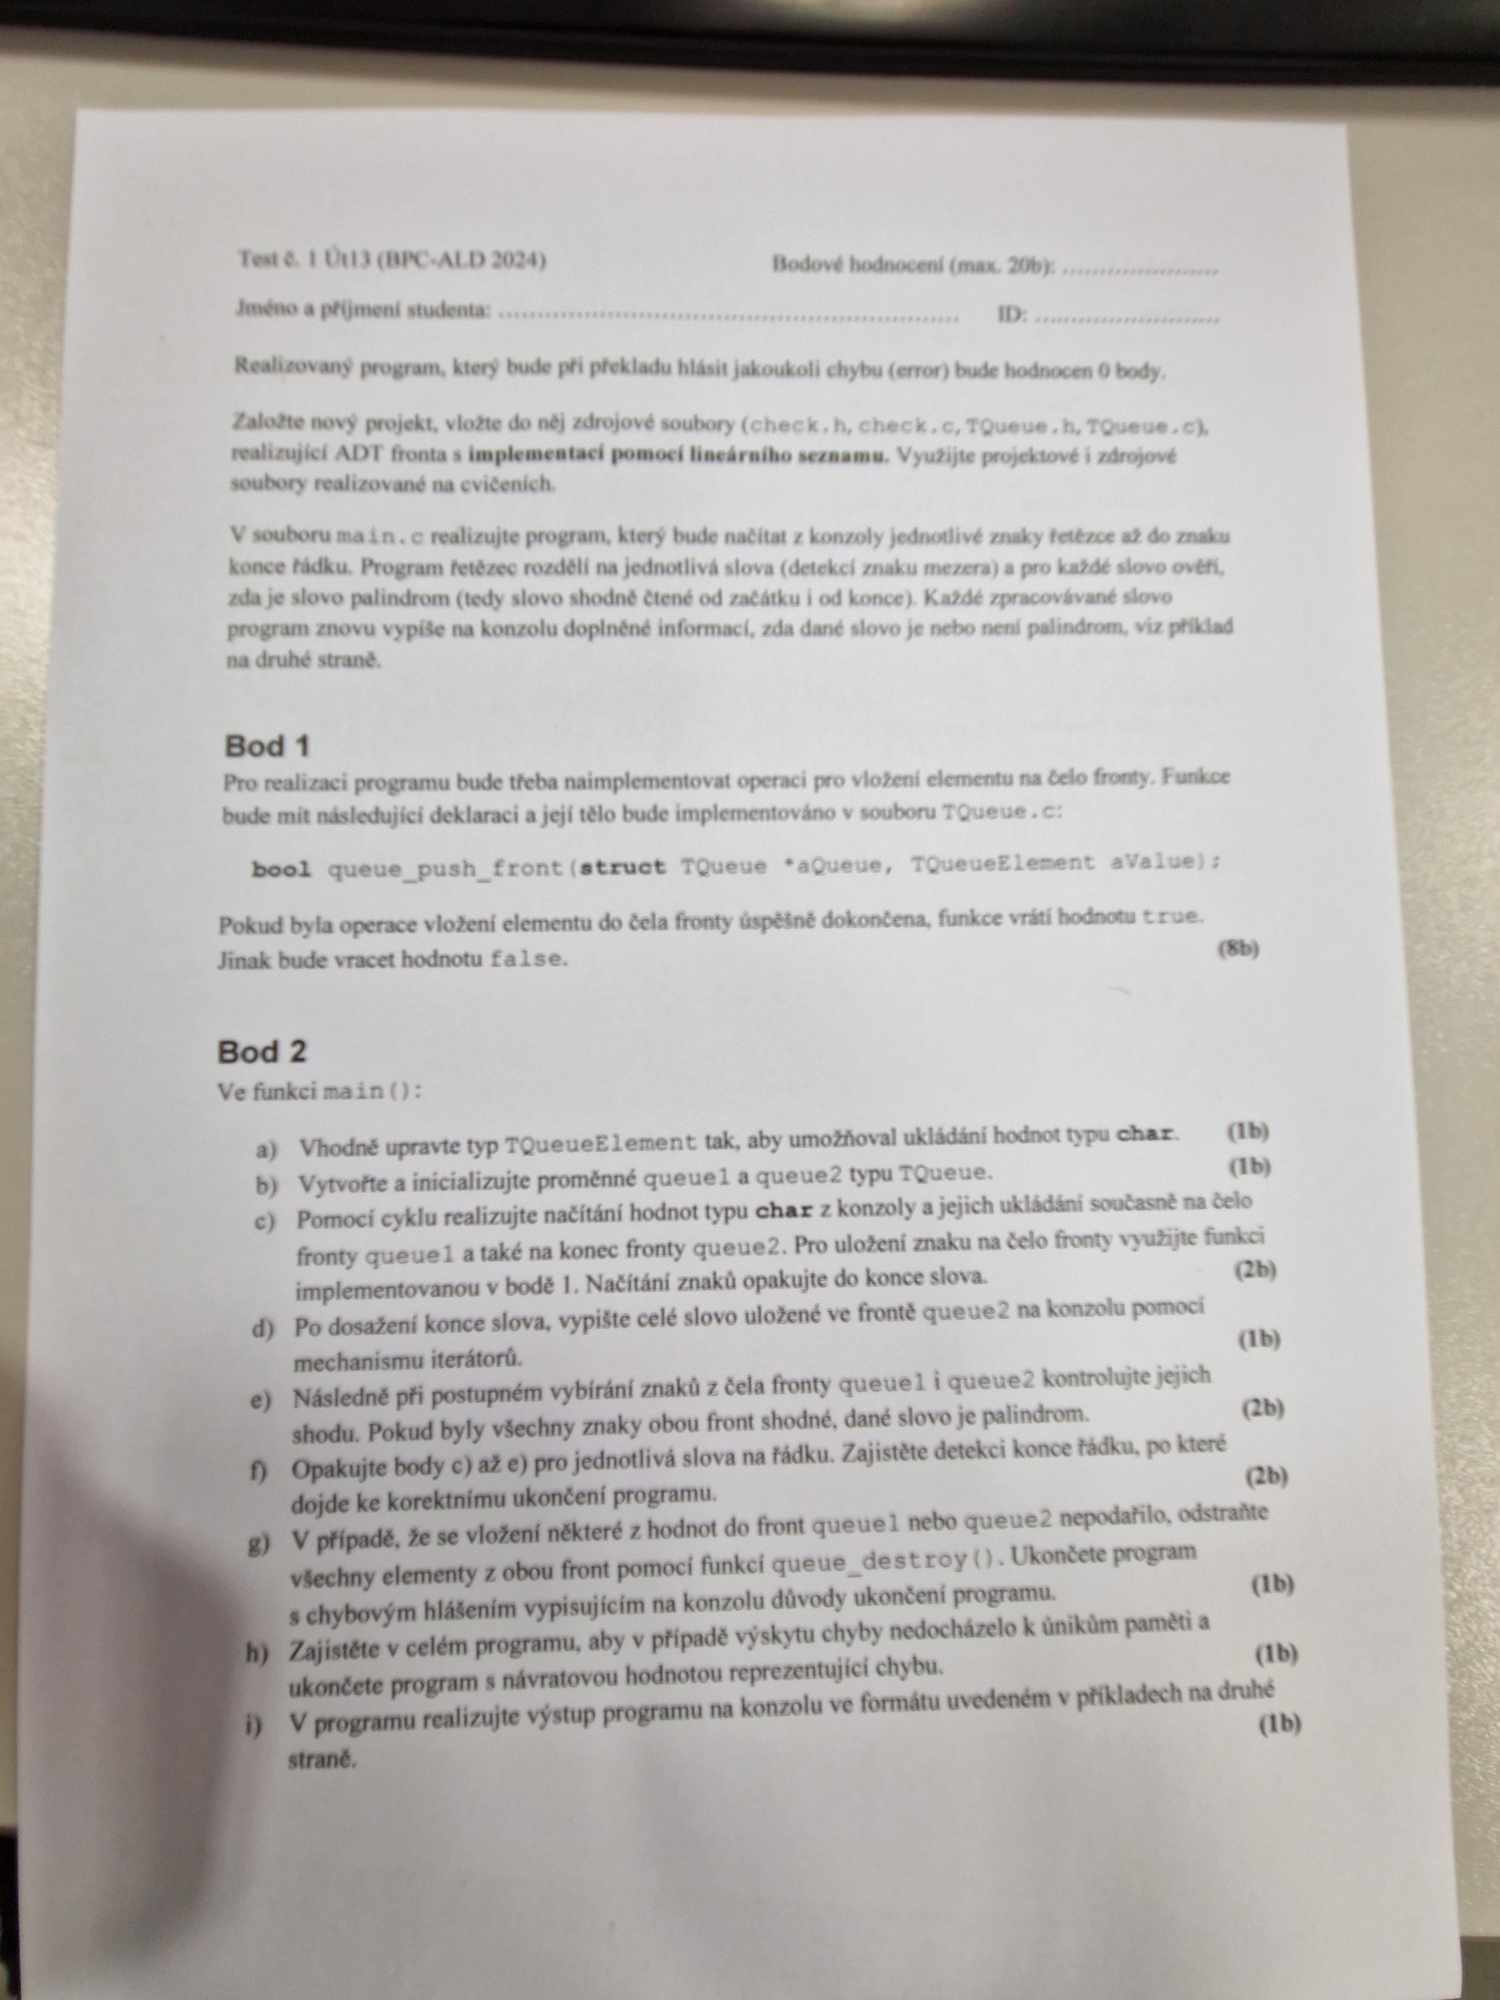 Test č. 1 Út13 (BPC-ALD 2024) Bodové hodnocení (max. 20b): ......................
Jméno a příjmení studenta: ............................................................ ID: ..........................
Realizovaný program, který bude při překladu hlásit jakoukoli chybu (error) bude hodnocen 0 body.
Založte nový projekt, vložte do něj zdrojové soubory (check.h, check.c, TQueue.h, TQueue.c),
realizující ADT fronta s implementací pomocí lineárního seznamu. Využijte projektové i zdrojové
soubory realizované na cvičeních.
V souboru main.c realizujte program, který bude načítat z konzoly jednotlivé znaky řetězce až do znaku
konce řádku. Program řetězec rozdělí na jednotlivá slova (detekcí znaku mezera) a pro každé slovo ověří,
zda je slovo palindrom (tedy slovo shodně čtené od začátku i od konce). Každé zpracovávané slovo
program znovu vypíše na konzolu doplněné informací, zda dané slovo je nebo není palindrom, viz příklad
na druhé straně.
Bod 1
Pro realizaci programu bude třeba naimplementovat operaci pro vložení elementu na čelo fronty. Funkce
bude mít následující deklaraci a její tělo bude implementováno v souboru TQueue.c:
bool queue_push_front(struct TQueue *aQueue, TQueueElement aValue);
Pokud byla operace vložení elementu do čela fronty úspěšně dokončena, funkce vrátí hodnotu true.
Jinak bude vracet hodnotu false. (8b)
Bod 2
Ve funkci main():
a) Vhodně upravte typ TQueueElement tak, aby umožňoval ukládání hodnot typu char. (1b)
b) Vytvořte a inicializujte proměnné queue1 a queue2 typu TQueue. (1b)
c) Pomocí cyklu realizujte načítání hodnot typu char z konzoly a jejich ukládání současně na čelo
fronty queue1 a také na konec fronty queue2. Pro uložení znaku na čelo fronty využijte funkci
implementovanou v bodě 1. Načítání znaků opakujte do konce slova. (2b)
d) Po dosažení konce slova, vypište celé slovo uložené ve frontě queue2 na konzolu pomocí
mechanismu iterátorů. (1b)
e) Následně při postupném vybírání znaků z čela fronty queue1 i queue2 kontrolujte jejich
shodu. Pokud byly všechny znaky obou front shodné, dané slovo je palindrom. (2b)
f) Opakujte body c) až e) pro jednotlivá slova na řádku. Zajistěte detekci konce řádku, po které
dojde ke korektnímu ukončení programu. (2b)
g) V případě, že se vložení některé z hodnot do front queue1 nebo queue2 nepodařilo, odstraňte
všechny elementy z obou front pomocí funkcí queue_destroy(). Ukončete program
s chybovým hlášením vypisujícím na konzolu důvody ukončení programu. (1b)
h) Zajistěte v celém programu, aby v případě výskytu chyby nedocházelo k únikům paměti a
ukončete program s návratovou hodnotou reprezentující chybu. (1b)
i) V programu realizujte výstup programu na konzolu ve formátu uvedeném v příkladech na druhé
straně. (1b)